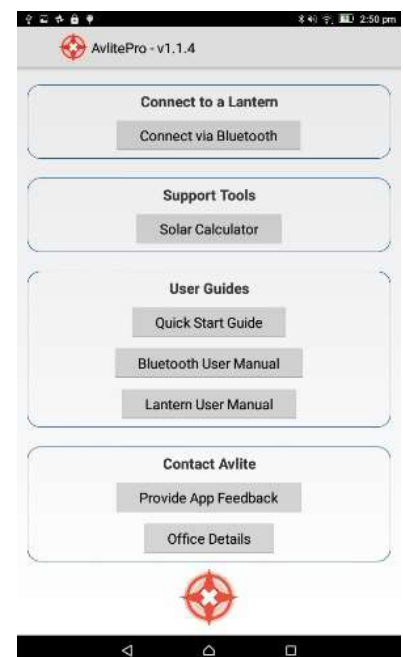 2:50 pm
AvlitePro - v1.1.4
Connect to a Lantern
Connect via Bluetooth
Support Tools
Solar Calculator
User Guides
Quick Start Guide
Bluetooth User Manual
Lantern User Manual
Contact Avlite
Provide App Feedback
Office Details